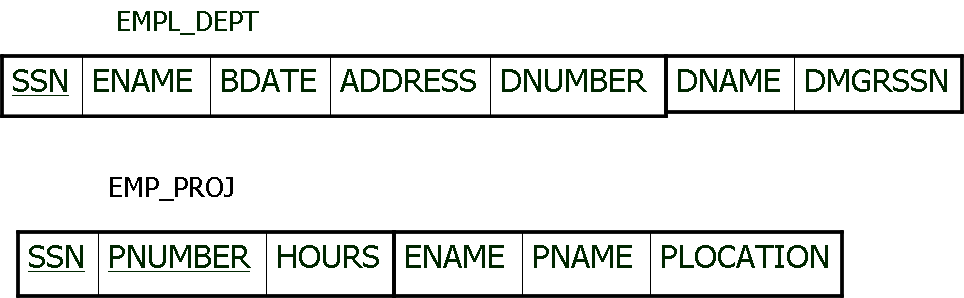 EMPL_DEPT
SSN ENAME BDATE ADDRESS DNUMBER DNAME DMGRSSN
EMP_PROJ
SSN PNUMBER HOURS ENAME PNAME PLOCATION